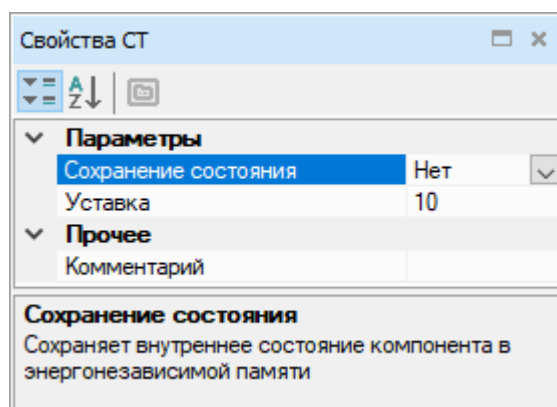 Свойства СТ
Параметры
Сохранение состояния Нет
Уставка 10
Прочее
Комментарий
Сохранение состояния
Сохраняет внутреннее состояние компонента в
энергонезависимой памяти